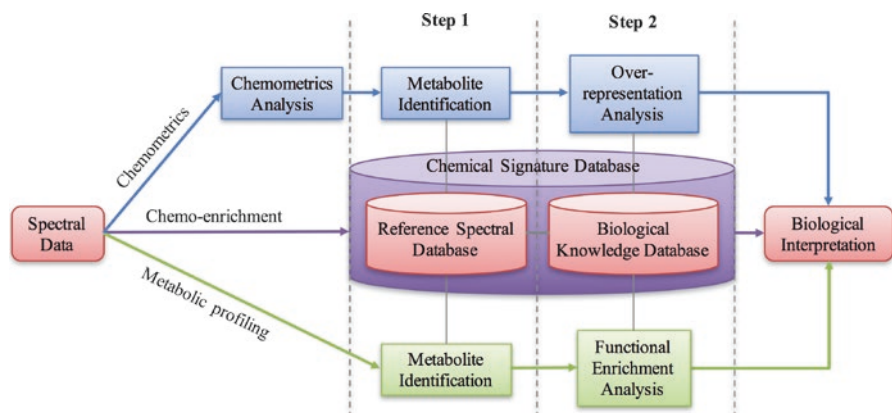 Step 1
Step 2
Chemometrics
Analysis
Metabolite
Identification
Over-
representation
Analysis
Chemometrics
Chemical Signature Database
Spectral
Data
Chemo-enrichment
Reference Spectral
Database
Biological
Knowledge Database
Biological
Interpretation
Metabolic profiling
Metabolite
Identification
Functional
Enrichment
Analysis